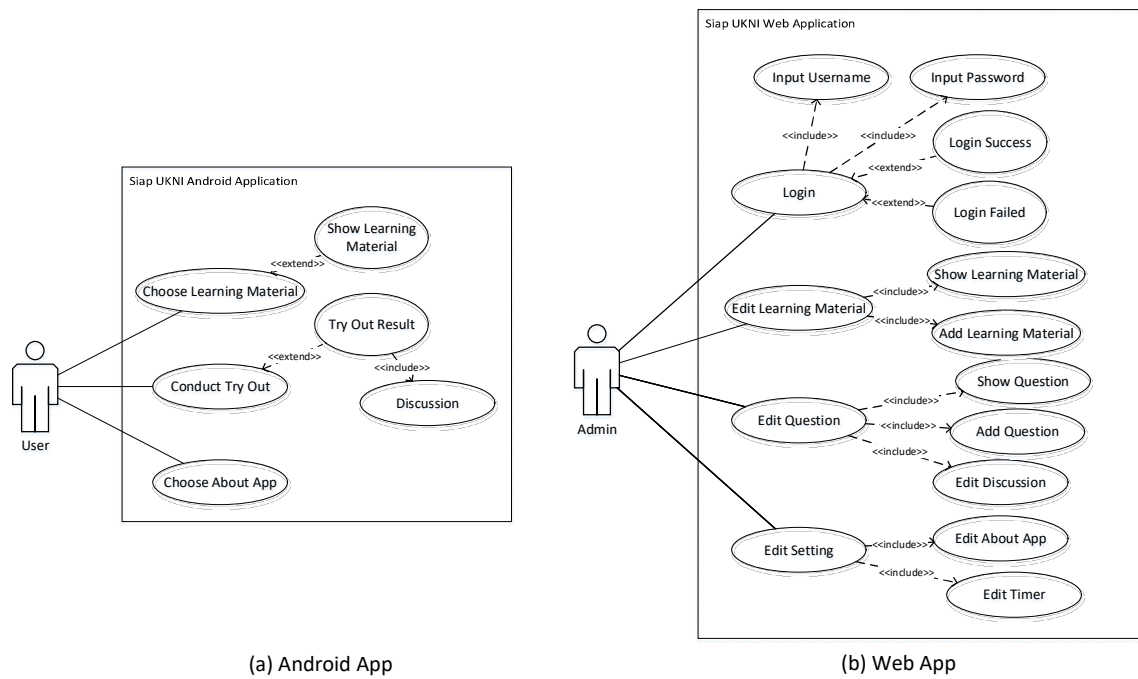 Siap UKNI Android Application
Show Learning
Material
<<extend>>
Choose Learning Material
Try Out Result
<<extend>>
<<include>>
Conduct Try Out
Discussion
User
Choose About App
(a) Android App
Siap UKNI Web Application
Input Username
Input Password
<<include>>
<<include>>
Login Success
<<extend>>
Login
<<extend>>
Login Failed
Show Learning Material
<<include>>
Edit Learning Material
<<include>>
Add Learning Material
Show Question
<<include>>
Admin
Edit Question
<<include>>
Add Question
<<include>>
Edit Discussion
Edit About App
<<include>>
Edit Setting
<<include>>
Edit Timer
(b) Web App